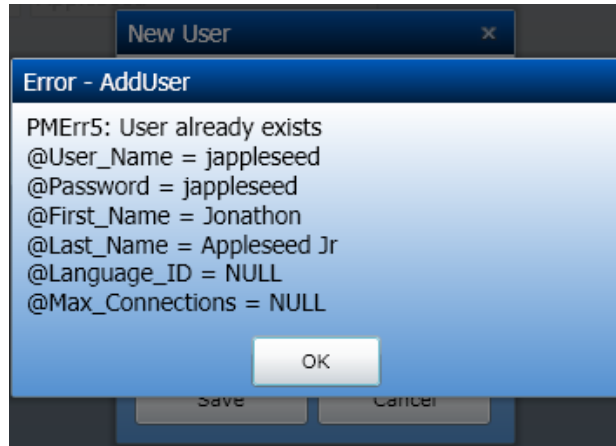 New User
×
Error - AddUser
PMErr5: User already exists
@User_Name = jappleseed
@Password = jappleseed
@First_Name = Jonathon
@Last_Name = Appleseed Jr
@Language_ID = NULL
@Max_Connections = NULL
OK
Save
Cancel